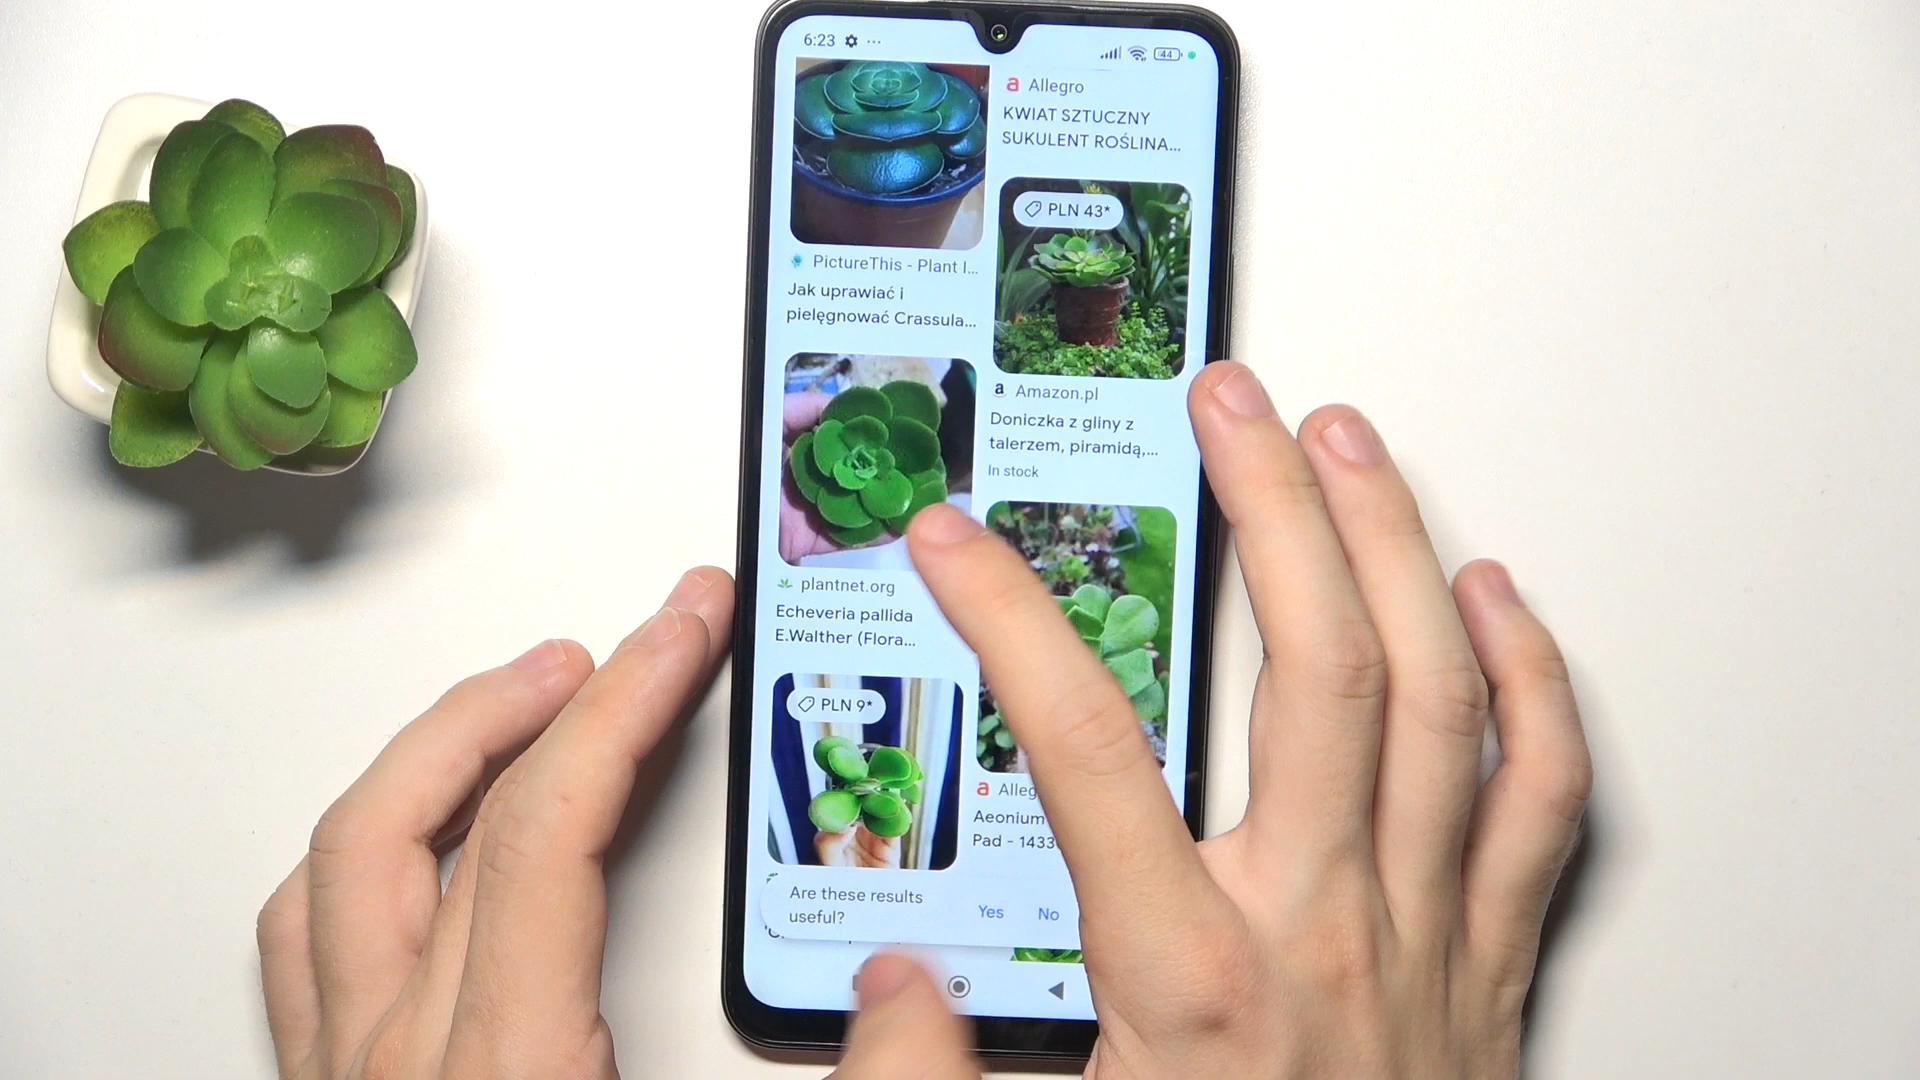 6:23
44
a Allegro
KWIAT SZTUCZNY
SUKULENT ROŚLINA...
PLN 43*
PictureThis - Plant I...
Jak uprawiać i
pielęgnować Crassula...
a Amazon.pl
Doniczka z gliny z
talerzem, piramidą,...
In stock
plantnet.org
Echeveria pallida
E.Walther (Flora...
PLN 9*
a Alleg
Aeonium
Pad - 1433
Are these results
useful?
Yes
No